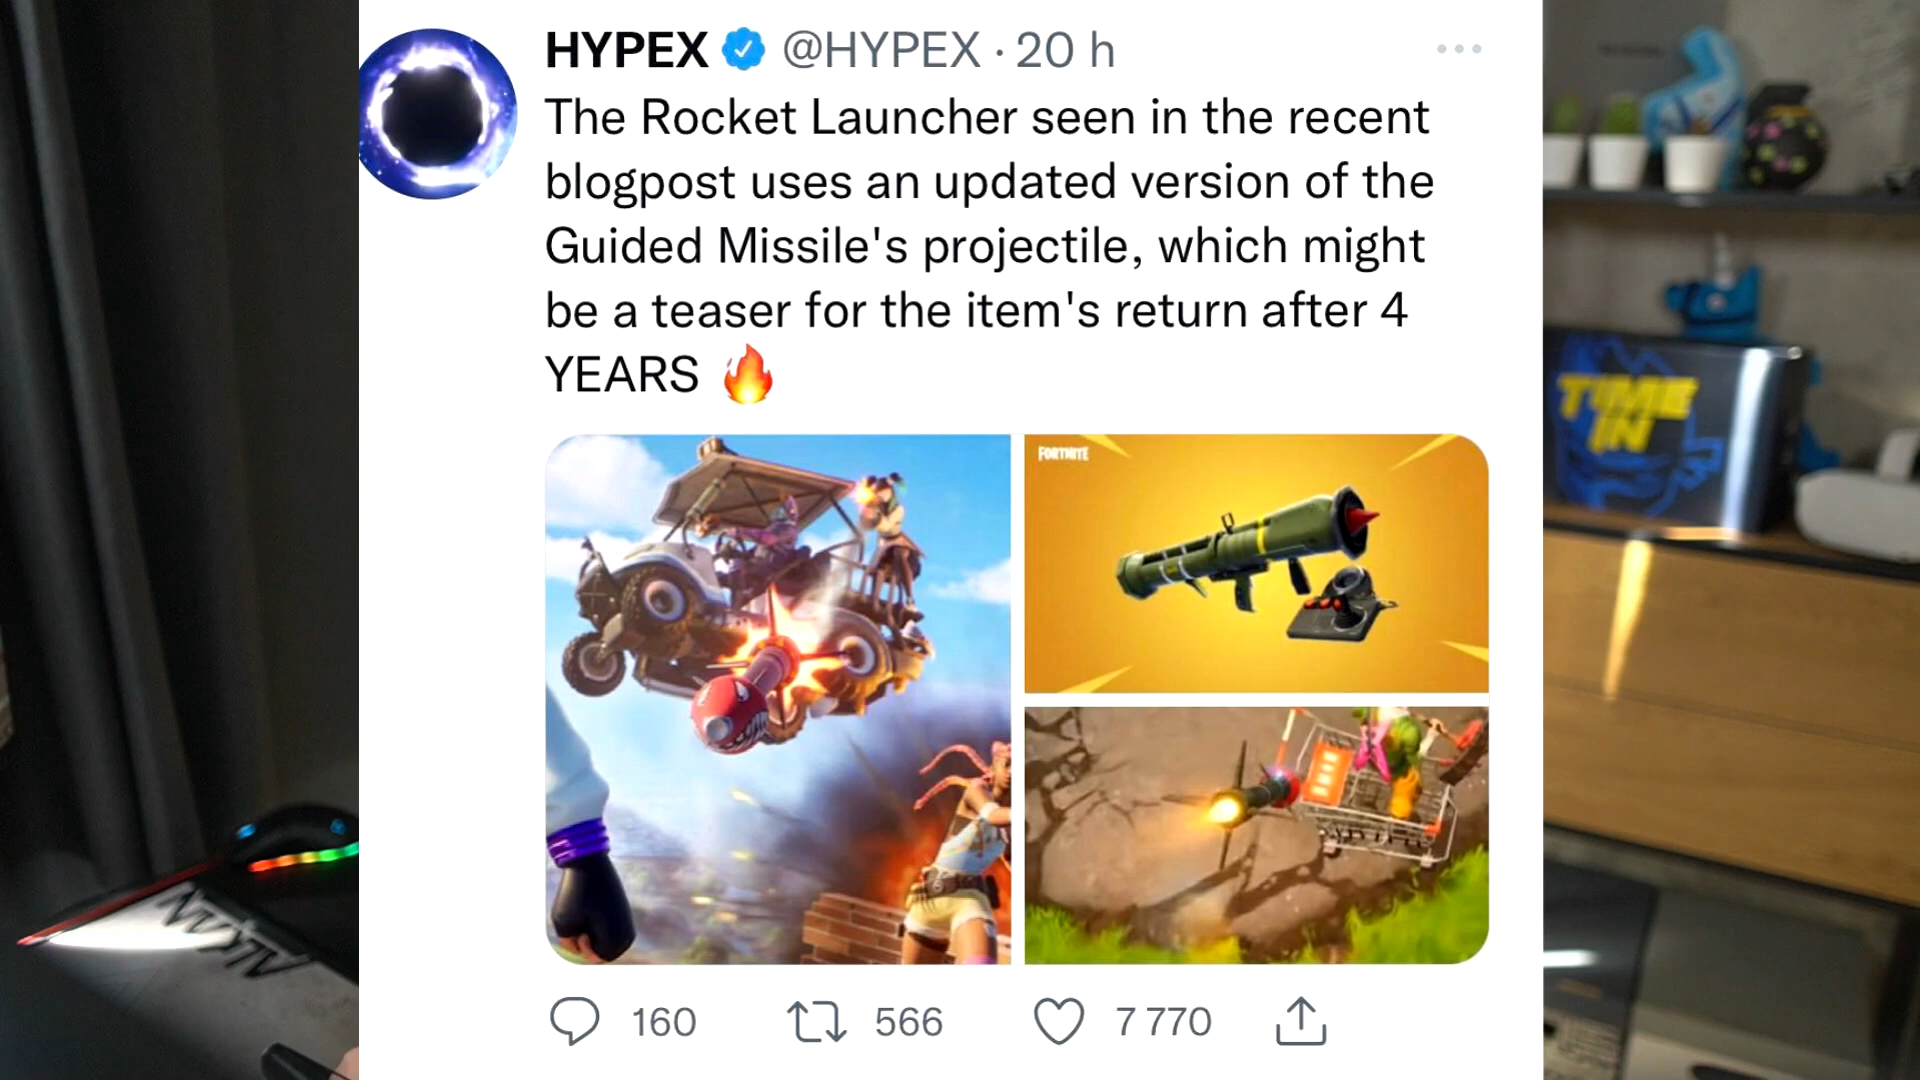 HYPEX @HYPEX · 20 h
The Rocket Launcher seen in the recent
blogpost uses an updated version of the
Guided Missile's projectile, which might
be a teaser for the item's return after 4
YEARS 🔥
FORTNITE
160 566 7 770
TIME
IN